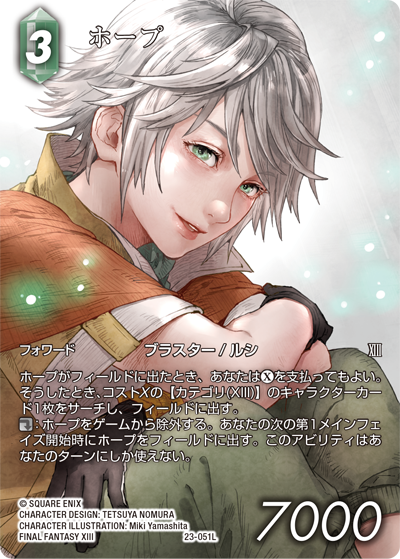 3
ホープ
フォワード ブラスター / ルシ XIII
ホープがフィールドに出たとき、あなたはXを支払ってもよい。
そうしたとき、コストXの【カテゴリ(XIII)】のキャラクターカー
ド1枚をサーチし、フィールドに出す。
:ホープをゲームから除外する。あなたの次の第1メインフェ
イズ開始時にホープをフィールドに出す。このアビリティはあ
なたのターンにしか使えない。
© SQUARE ENIX
CHARACTER DESIGN: TETSUYA NOMURA
CHARACTER ILLUSTRATION: Miki Yamashita
FINAL FANTASY XIII 23-051L
7000